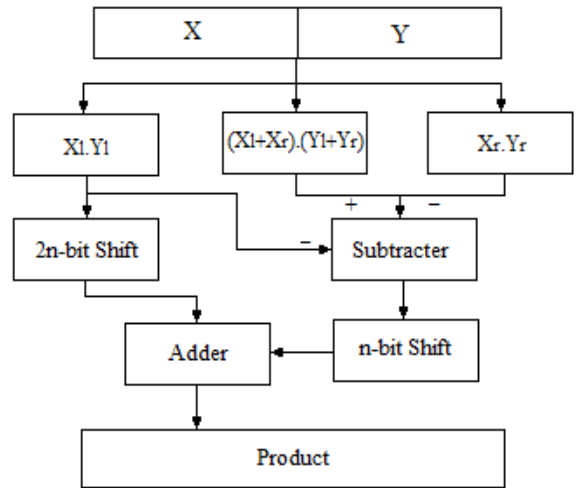 X Y
Xl.Yl (Xl+Xr).(Yl+Yr) Xr.Yr
+ −
2n-bit Shift − Subtracter
Adder n-bit Shift
Product